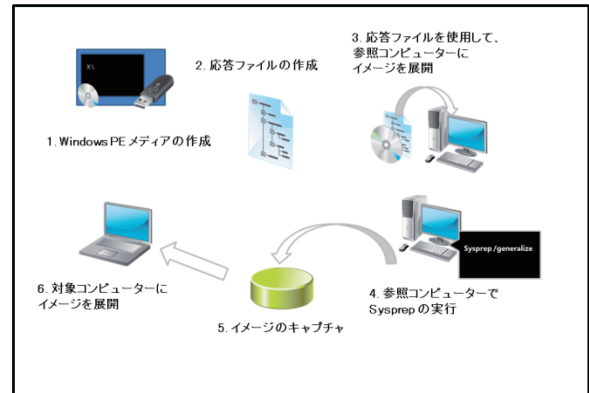 X:\
1. Windows PE メディアの作成
2. 応答ファイルの作成
3. 応答ファイルを使用して、
参照コンピューターに
イメージを展開
Sysprep /generalize
4. 参照コンピューターで
Sysprep の実行
5. イメージのキャプチャ
6. 対象コンピューターに
イメージを展開